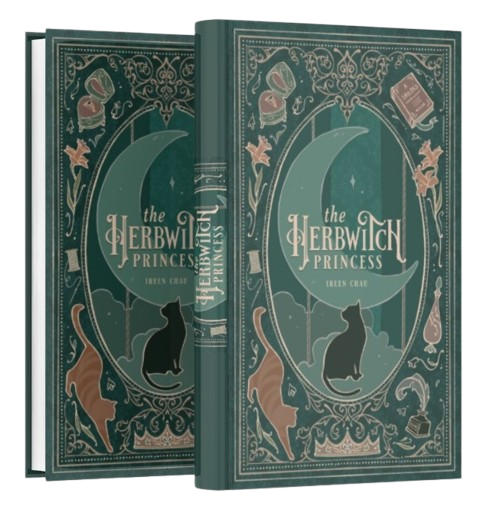 the
HERBWITCH
PRINCESS
IREEN CHAU
the
HERBWITCH
PRINCESS
the
HERBWITCH
PRINCESS
IREEN CHAU